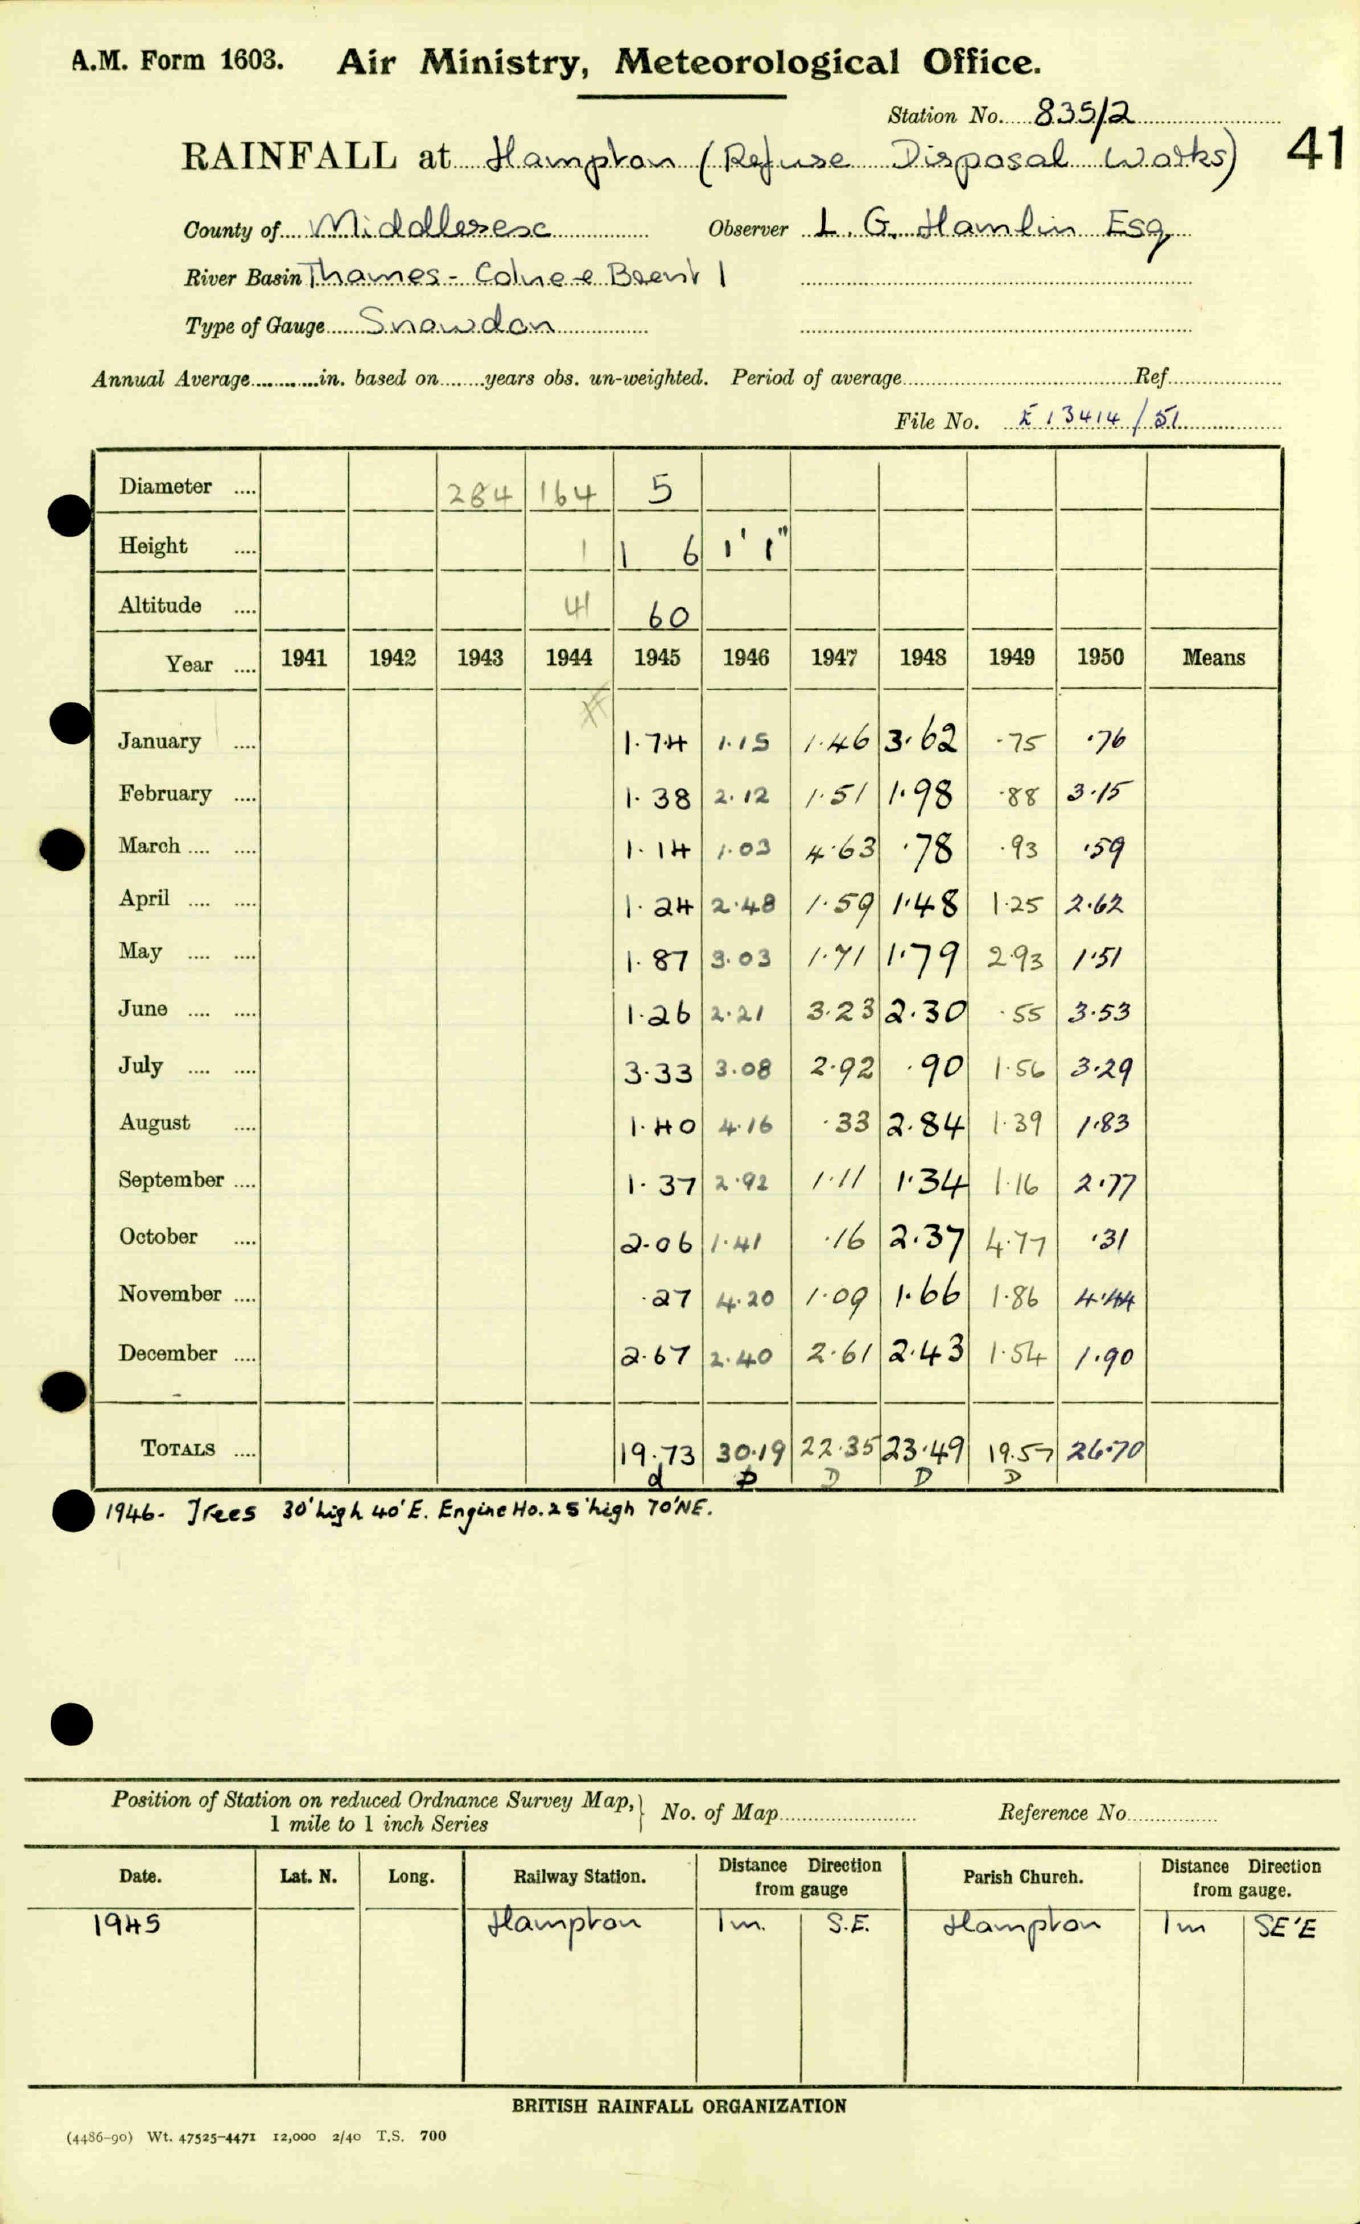 A.M. Form 1603. Air Ministry, Meteorological Office.
Station No. 835/2
41
RAINFALL at Hampton (Refuse Disposal Works)
County of Middlesex Observer L. G. Hamlin Esq
River Basin Thames - Colne & Brent 1
Type of Gauge Snowdon
Annual Average in. based on years obs. un-weighted. Period of average Ref
File No. E 13414/51
Diameter 284 164 5
Height 1 1 6 1' 1"
Altitude 41 60
Year 1941 1942 1943 1944 1945 1946 1947 1948 1949 1950 Means
January 1.74 1.15 1.46 3.62 .75 .76
February 1.38 2.12 1.51 1.98 .88 3.15
March 1.14 1.03 4.63 .78 .93 .59
April 1.24 2.48 1.59 1.48 1.25 2.62
May 1.87 3.03 1.71 1.79 2.93 1.51
June 1.26 2.21 3.23 2.30 .55 3.53
July 3.33 3.08 2.92 .90 1.56 3.29
August 1.40 4.16 .33 2.84 1.39 1.83
September 1.37 2.92 1.11 1.34 1.16 2.77
October 2.06 1.41 .16 2.37 4.77 .31
November .27 4.20 1.09 1.66 1.86 4.44
December 2.67 2.40 2.61 2.43 1.54 1.90
TOTALS 19.73 30.19 22.35 23.49 19.57 26.70
d D D D D
1946- Trees 30' high 40' E. Engine Ho. 25' high 70' NE.
Position of Station on reduced Ordnance Survey Map, No. of Map Reference No.
1 mile to 1 inch Series
Date. Lat. N. Long. Railway Station. Distance Direction from gauge Parish Church. Distance Direction from gauge.
1945 Hampton 1m. S.E. Hampton 1m SE'E
BRITISH RAINFALL ORGANIZATION
(4486-90) Wt. 47525-4471 12,000 2/40 T.S. 700